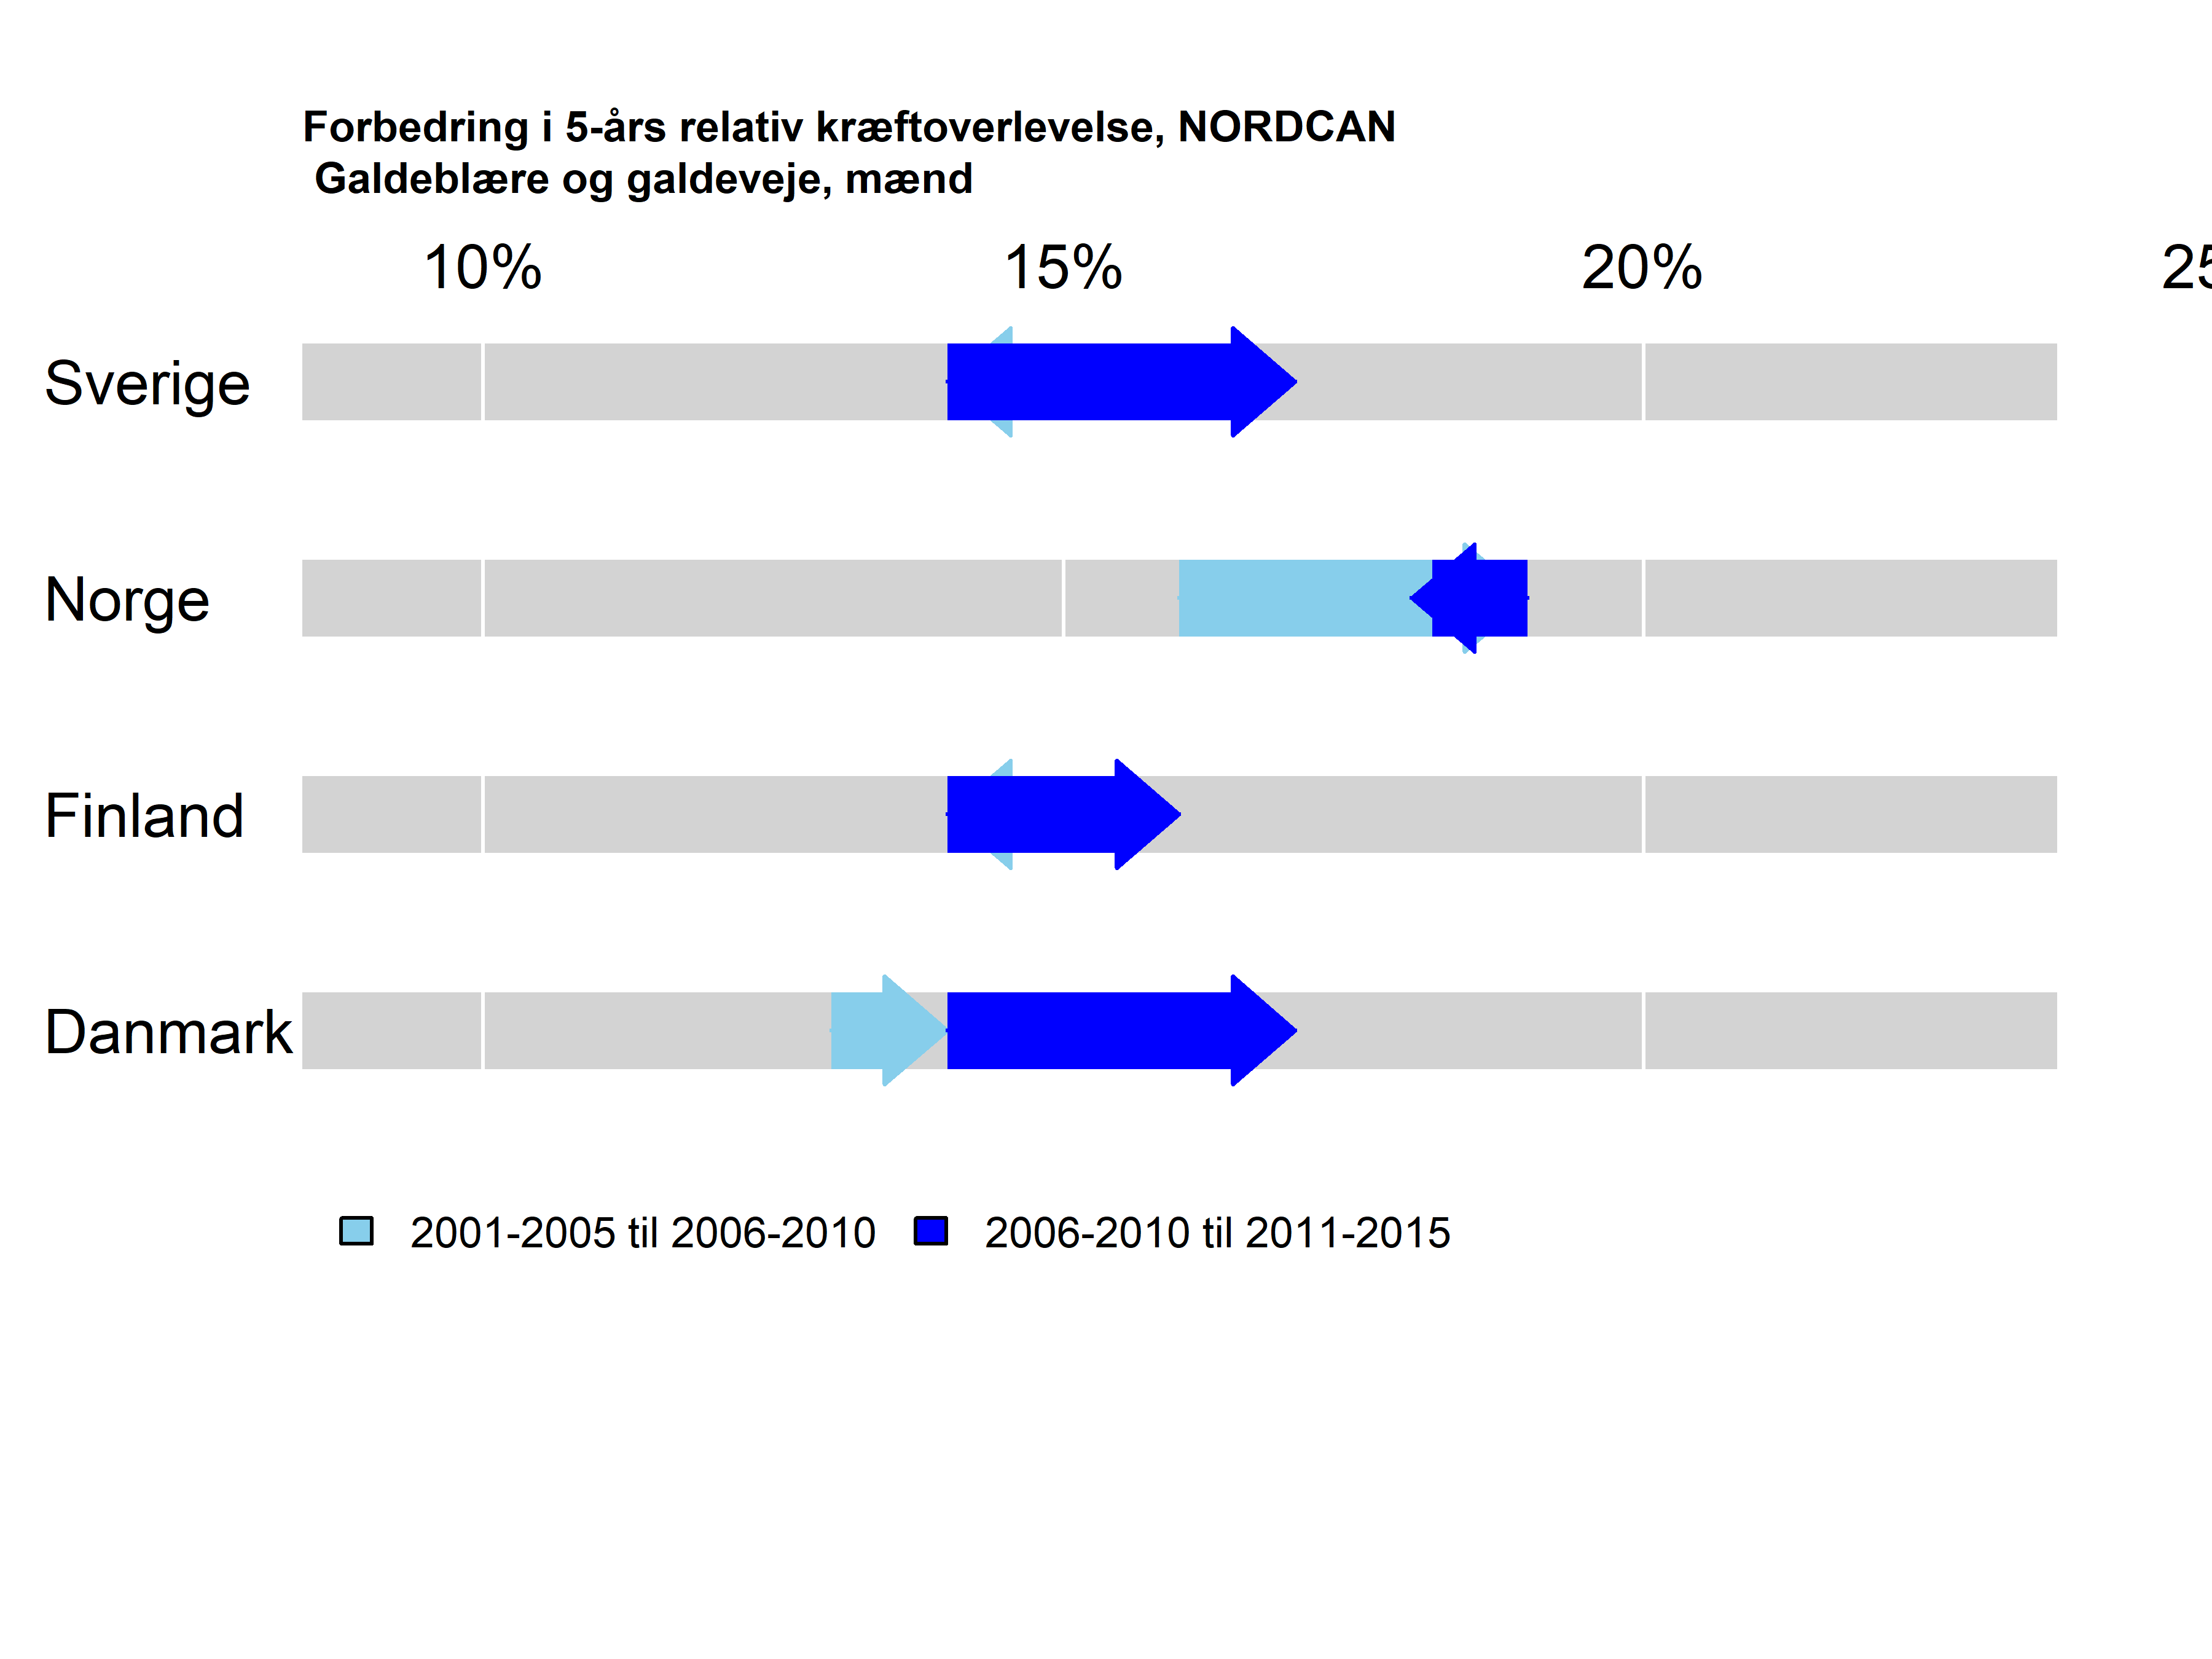 Forbedring i 5-års relativ kræftoverlevelse, NORDCAN
Galdeblære og galdeveje, mænd
10% 15% 20% 25
Sverige
Norge
Finland
Danmark
2001-2005 til 2006-2010 2006-2010 til 2011-2015